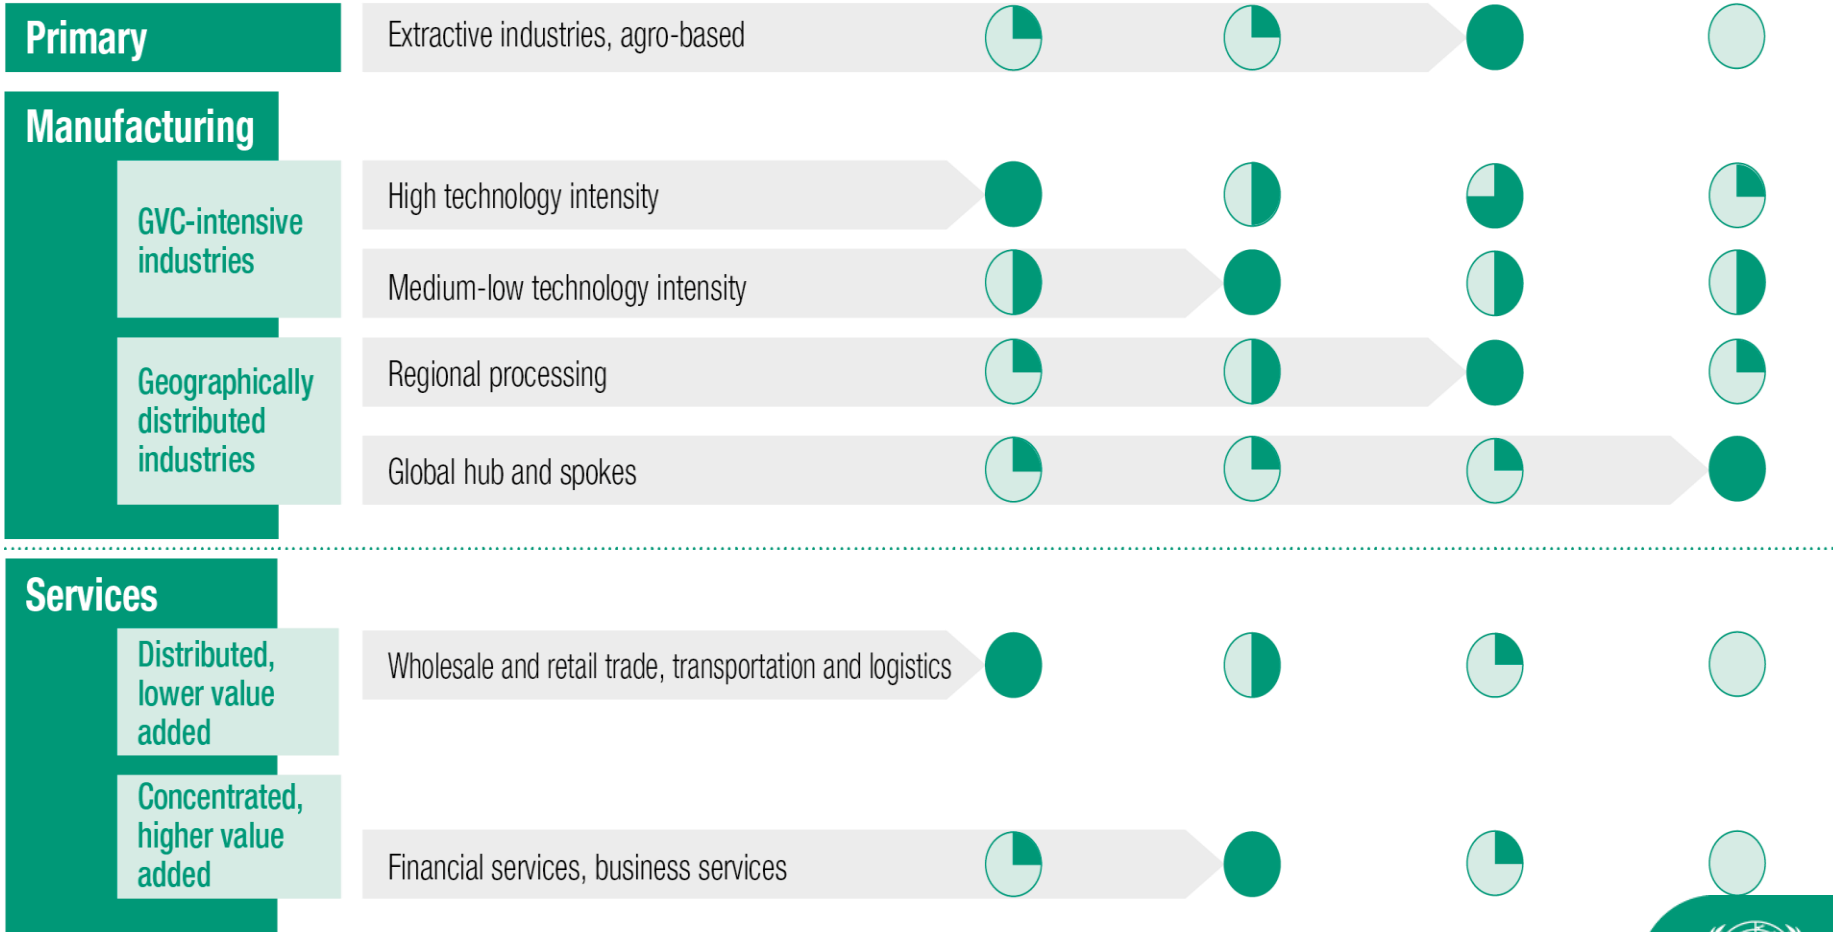 Primary
Extractive industries, agro-based
Manufacturing
GVC-intensive
industries
High technology intensity
Medium-low technology intensity
Geographically
distributed
industries
Regional processing
Global hub and spokes
Services
Distributed,
lower value
added
Wholesale and retail trade, transportation and logistics
Concentrated,
higher value
added
Financial services, business services